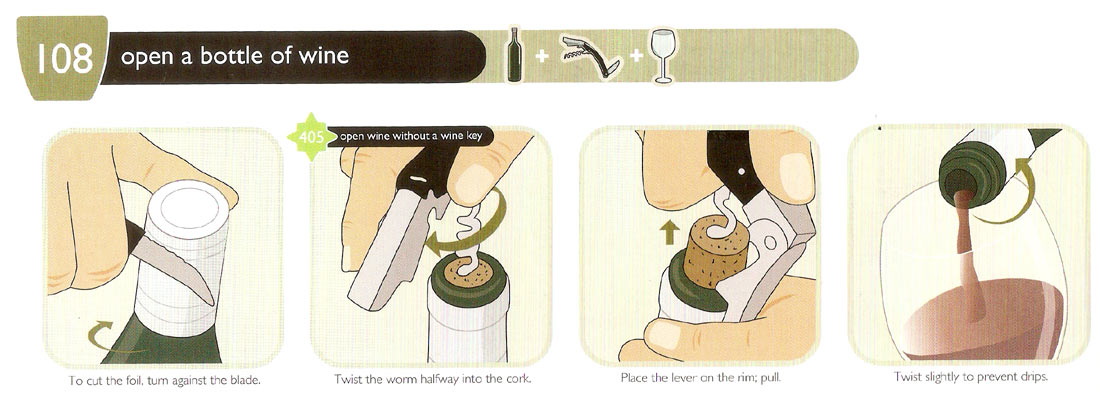 108 open a bottle of wine
405 open wine without a wine key
To cut the foil, turn against the blade.
Twist the worm halfway into the cork.
Place the lever on the rim; pull.
Twist slightly to prevent drips.